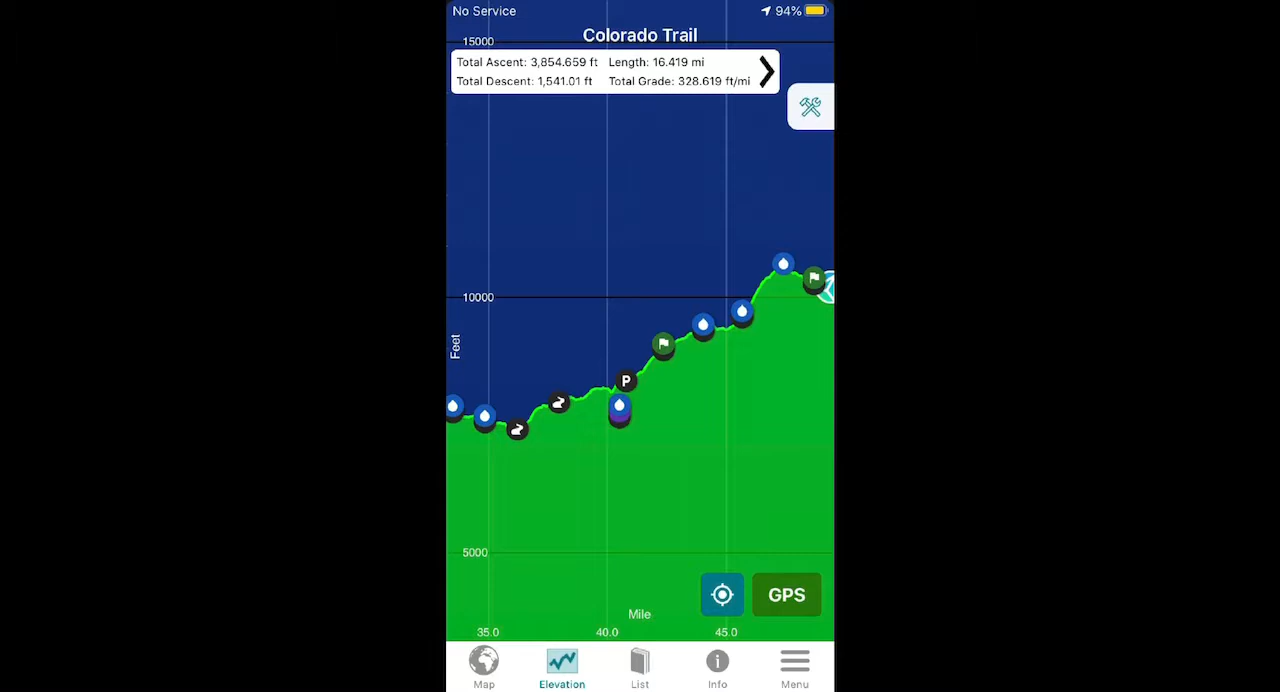 No Service
94%
Colorado Trail
15000
Total Ascent: 3,854.659 ft Length: 16.419 mi
Total Descent: 1,541.01 ft Total Grade: 328.619 ft/mi
10000
Feet
P
5000
GPS
Mile
35.0 40.0 45.0
Map Elevation List Info Menu